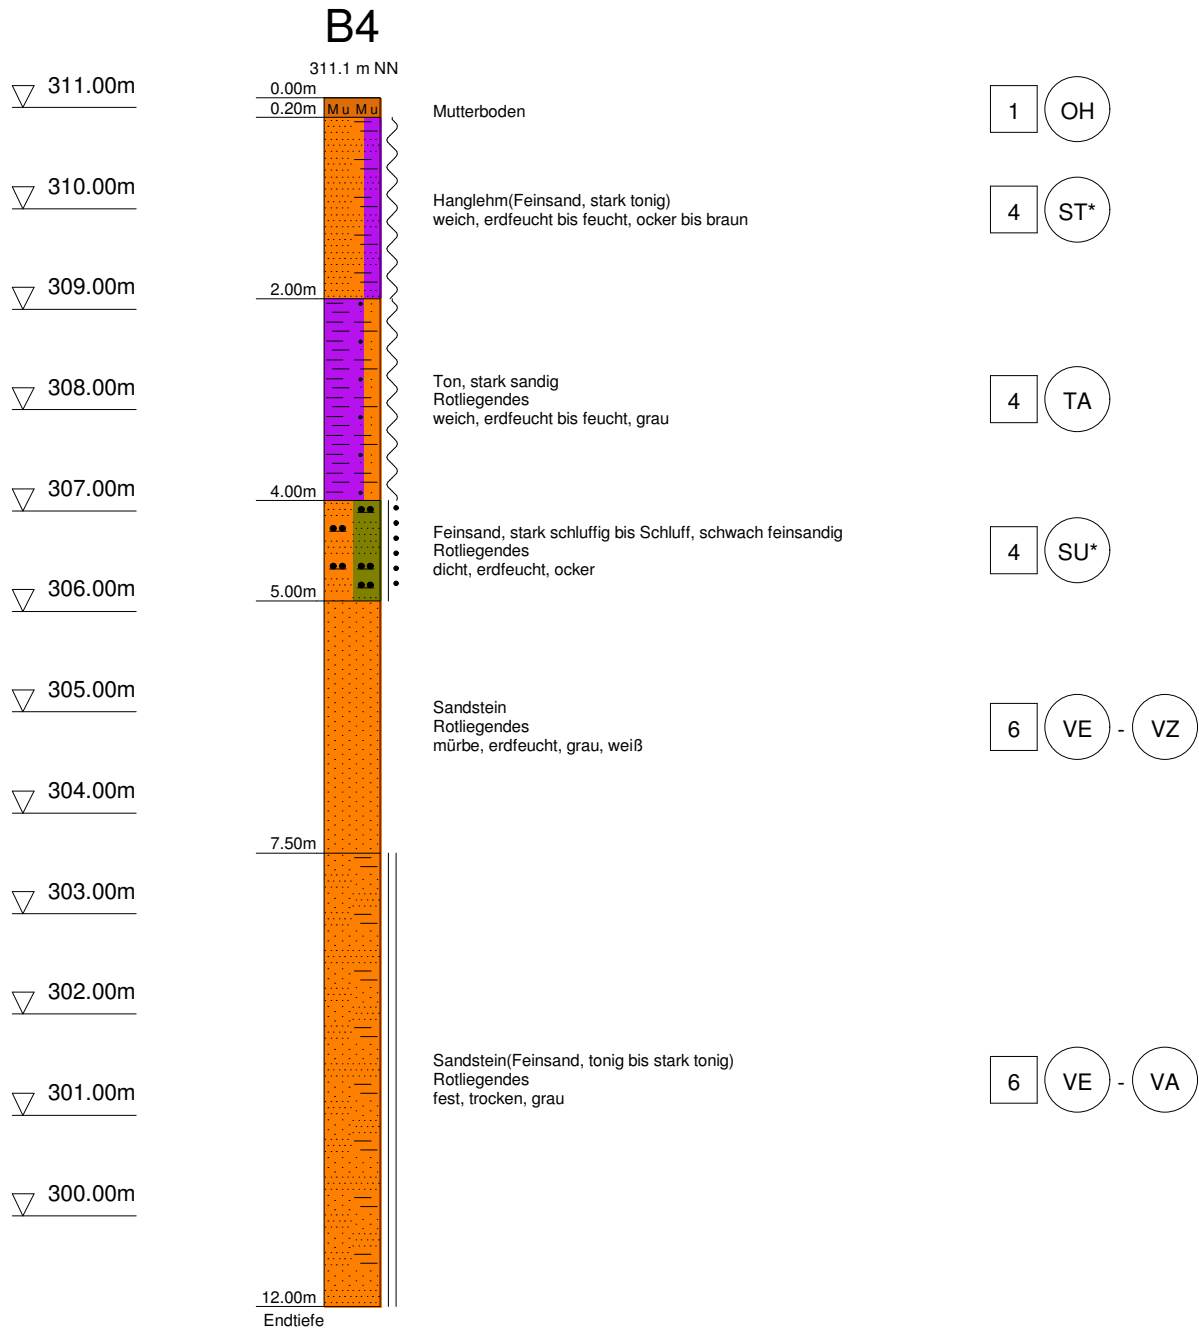 B4
311.1 m NN
311.00m
0.00m
0.20m
Mu Mu
Mutterboden
1 OH
310.00m
Hanglehm(Feinsand, stark tonig)
weich, erdfeucht bis feucht, ocker bis braun
4 ST*
309.00m
2.00m
308.00m
Ton, stark sandig
Rotliegendes
weich, erdfeucht bis feucht, grau
4 TA
307.00m
4.00m
Feinsand, stark schluffig bis Schluff, schwach feinsandig
Rotliegendes
dicht, erdfeucht, ocker
4 SU*
306.00m
5.00m
305.00m
Sandstein
Rotliegendes
mürbe, erdfeucht, grau, weiß
6 VE - VZ
304.00m
7.50m
303.00m
302.00m
Sandstein(Feinsand, tonig bis stark tonig)
Rotliegendes
fest, trocken, grau
6 VE - VA
301.00m
300.00m
12.00m
Endtiefe